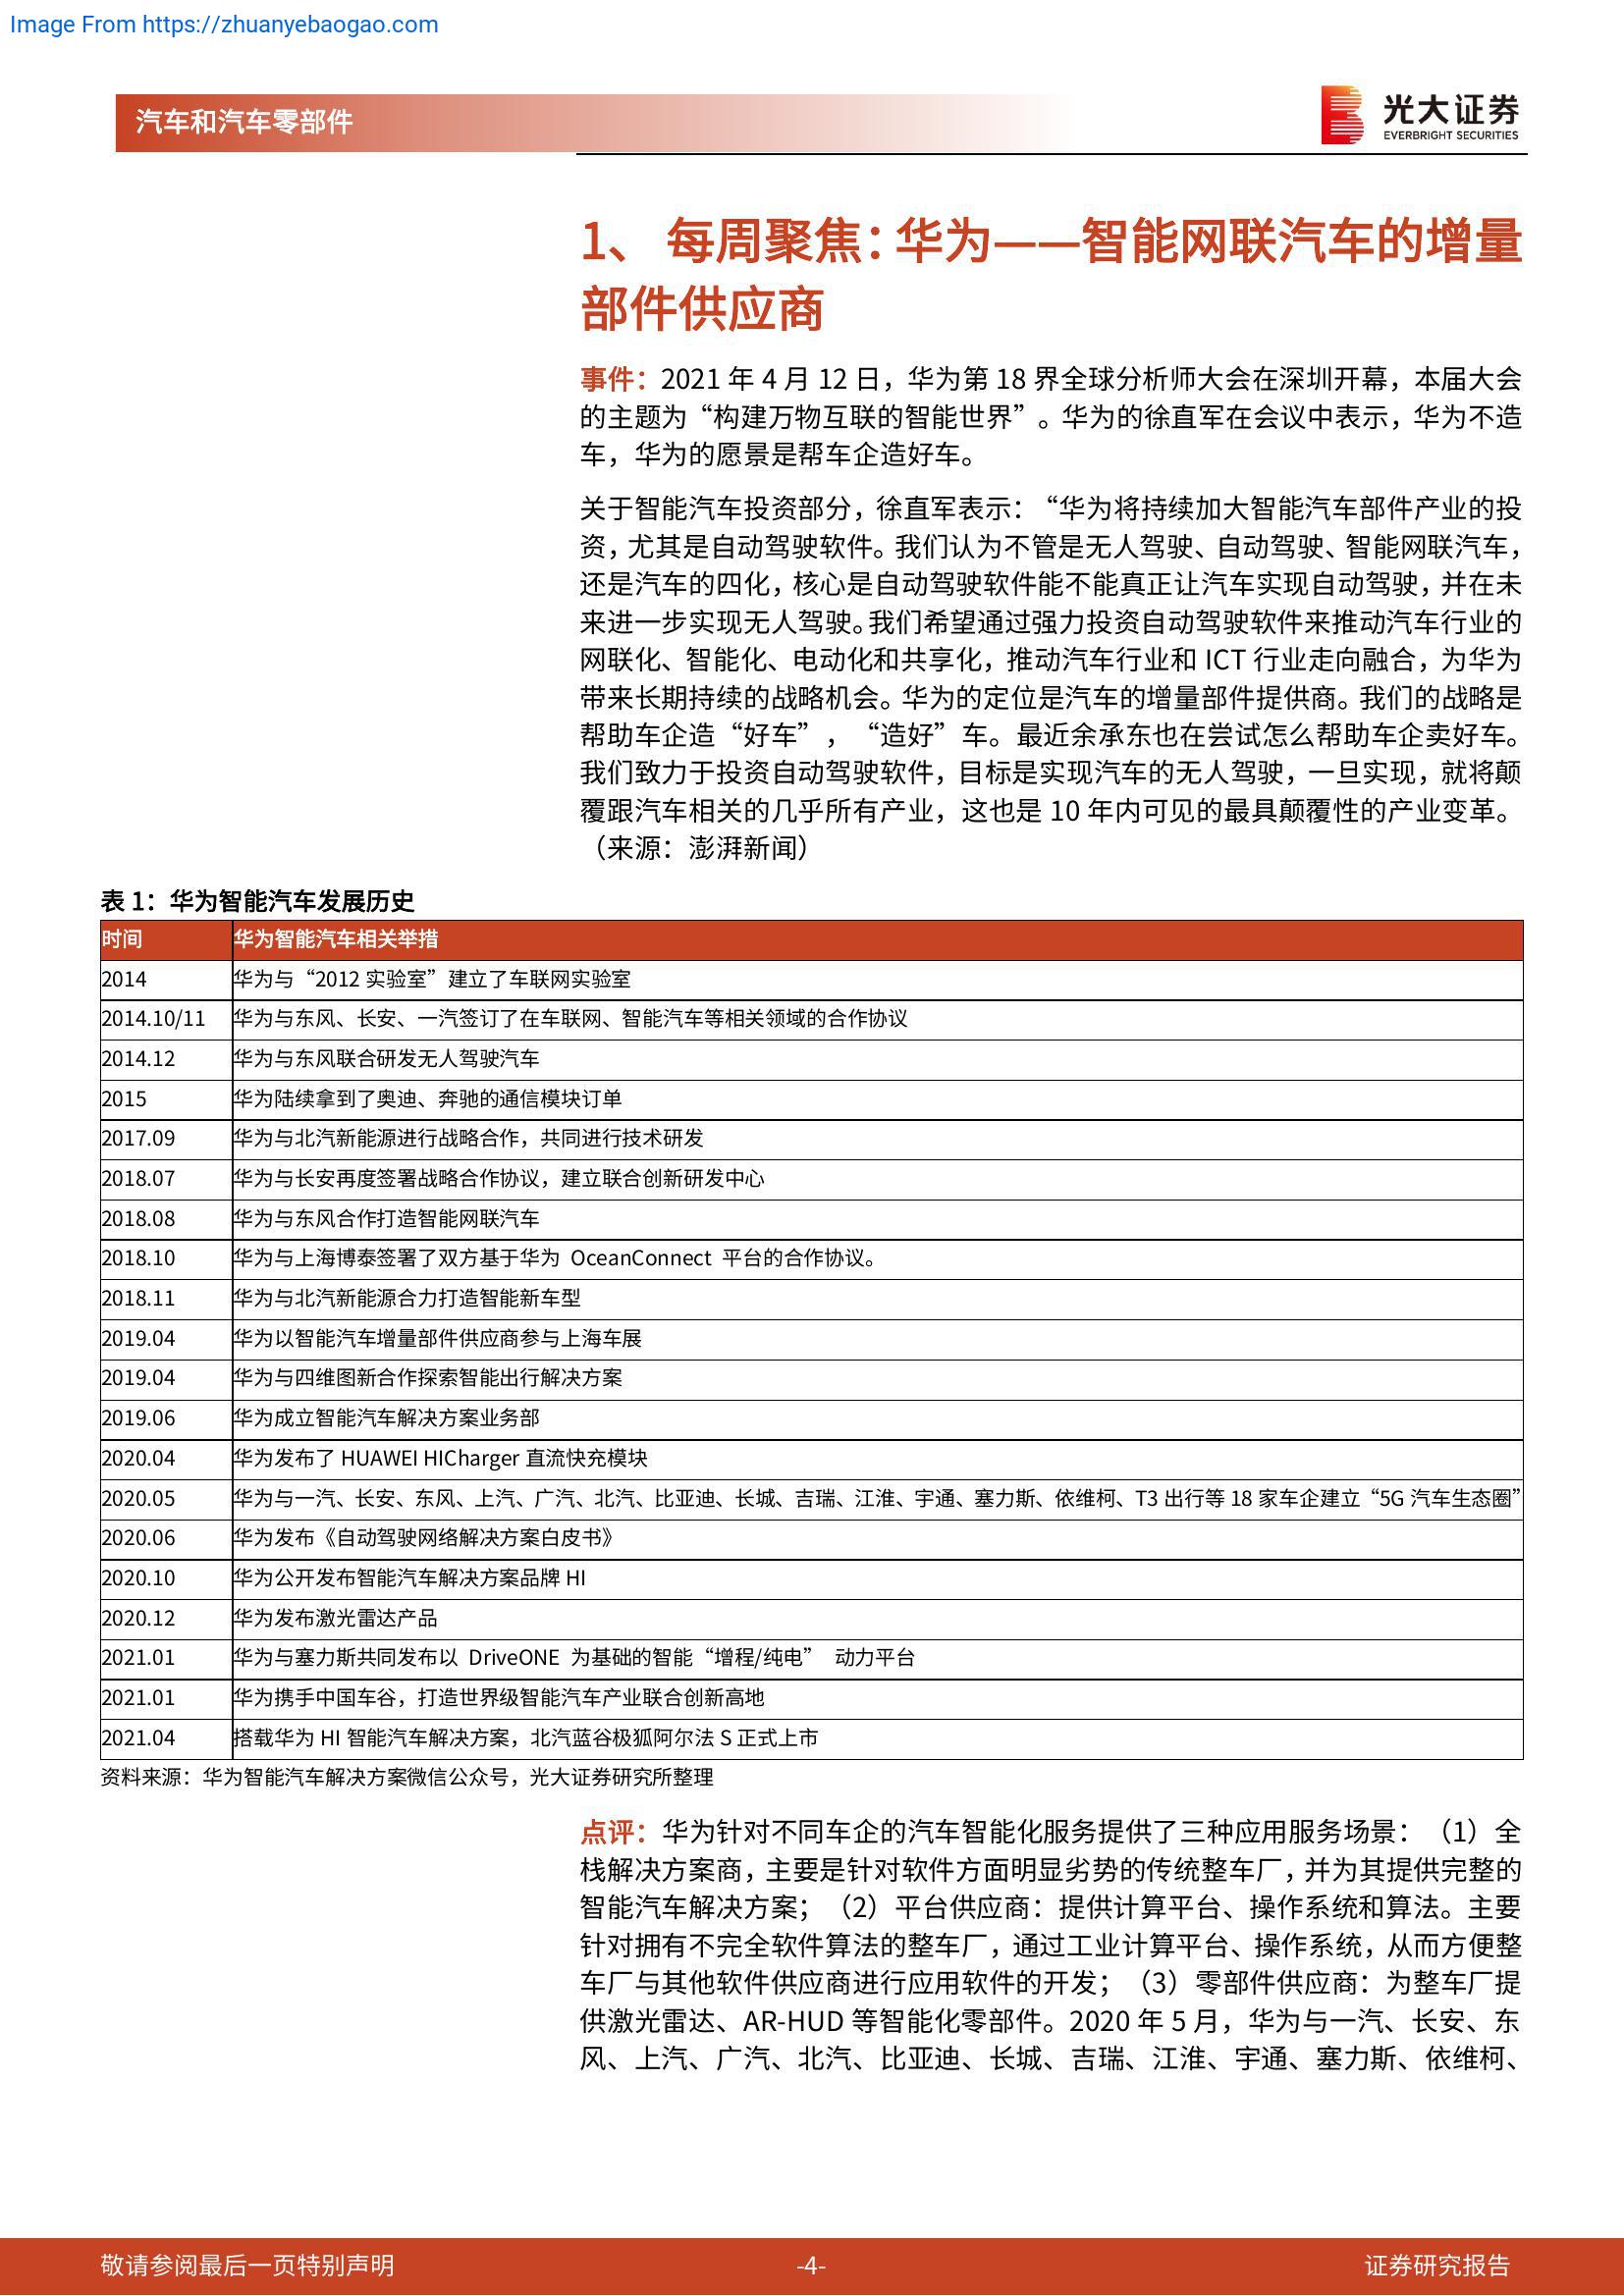 Image From https://zhuanyebaogao.com
汽车和汽车零部件
光大证券
EVERBRIGHT SECURITIES
1、 每周聚焦：华为——智能网联汽车的增量
部件供应商
事件：2021 年 4 月 12 日，华为第 18 界全球分析师大会在深圳开幕，本届大会
的主题为“构建万物互联的智能世界”。华为的徐直军在会议中表示，华为不造
车，华为的愿景是帮车企造好车。
关于智能汽车投资部分，徐直军表示：“华为将持续加大智能汽车部件产业的投
资，尤其是自动驾驶软件。我们认为不管是无人驾驶、自动驾驶、智能网联汽车，
还是汽车的四化，核心是自动驾驶软件能不能真正让汽车实现自动驾驶，并在未
来进一步实现无人驾驶。我们希望通过强力投资自动驾驶软件来推动汽车行业的
网联化、智能化、电动化和共享化，推动汽车行业和 ICT 行业走向融合，为华为
带来长期持续的战略机会。华为的定位是汽车的增量部件提供商。我们的战略是
帮助车企造“好车”，“造好”车。最近余承东也在尝试怎么帮助车企卖好车。
我们致力于投资自动驾驶软件，目标是实现汽车的无人驾驶，一旦实现，就将颠
覆跟汽车相关的几乎所有产业，这也是 10 年内可见的最具颠覆性的产业变革。
（来源：澎湃新闻）
表 1：华为智能汽车发展历史
时间 华为智能汽车相关举措
2014 华为与“2012 实验室”建立了车联网实验室
2014.10/11 华为与东风、长安、一汽签订了在车联网、智能汽车等相关领域的合作协议
2014.12 华为与东风联合研发无人驾驶汽车
2015 华为陆续拿到了奥迪、奔驰的通信模块订单
2017.09 华为与北汽新能源进行战略合作，共同进行技术研发
2018.07 华为与长安再度签署战略合作协议，建立联合创新研发中心
2018.08 华为与东风合作打造智能网联汽车
2018.10 华为与上海博泰签署了双方基于华为 OceanConnect 平台的合作协议。
2018.11 华为与北汽新能源合力打造智能新车型
2019.04 华为以智能汽车增量部件供应商参与上海车展
2019.04 华为与四维图新合作探索智能出行解决方案
2019.06 华为成立智能汽车解决方案业务部
2020.04 华为发布了 HUAWEI HICharger 直流快充模块
2020.05 华为与一汽、长安、东风、上汽、广汽、北汽、比亚迪、长城、吉瑞、江淮、宇通、塞力斯、依维柯、T3 出行等 18 家车企建立“5G 汽车生态圈”
2020.06 华为发布《自动驾驶网络解决方案白皮书》
2020.10 华为公开发布智能汽车解决方案品牌 HI
2020.12 华为发布激光雷达产品
2021.01 华为与塞力斯共同发布以 DriveONE 为基础的智能“增程/纯电” 动力平台
2021.01 华为携手中国车谷，打造世界级智能汽车产业联合创新高地
2021.04 搭载华为 HI 智能汽车解决方案，北汽蓝谷极狐阿尔法 S 正式上市
资料来源：华为智能汽车解决方案微信公众号，光大证券研究所整理
点评：华为针对不同车企的汽车智能化服务提供了三种应用服务场景：（1）全
栈解决方案商，主要是针对软件方面明显劣势的传统整车厂，并为其提供完整的
智能汽车解决方案；（2）平台供应商：提供计算平台、操作系统和算法。主要
针对拥有不完全软件算法的整车厂，通过工业计算平台、操作系统，从而方便整
车厂与其他软件供应商进行应用软件的开发；（3）零部件供应商：为整车厂提
供激光雷达、AR-HUD 等智能化零部件。2020 年 5 月，华为与一汽、长安、东
风、上汽、广汽、北汽、比亚迪、长城、吉瑞、江淮、宇通、塞力斯、依维柯、
敬请参阅最后一页特别声明 -4- 证券研究报告